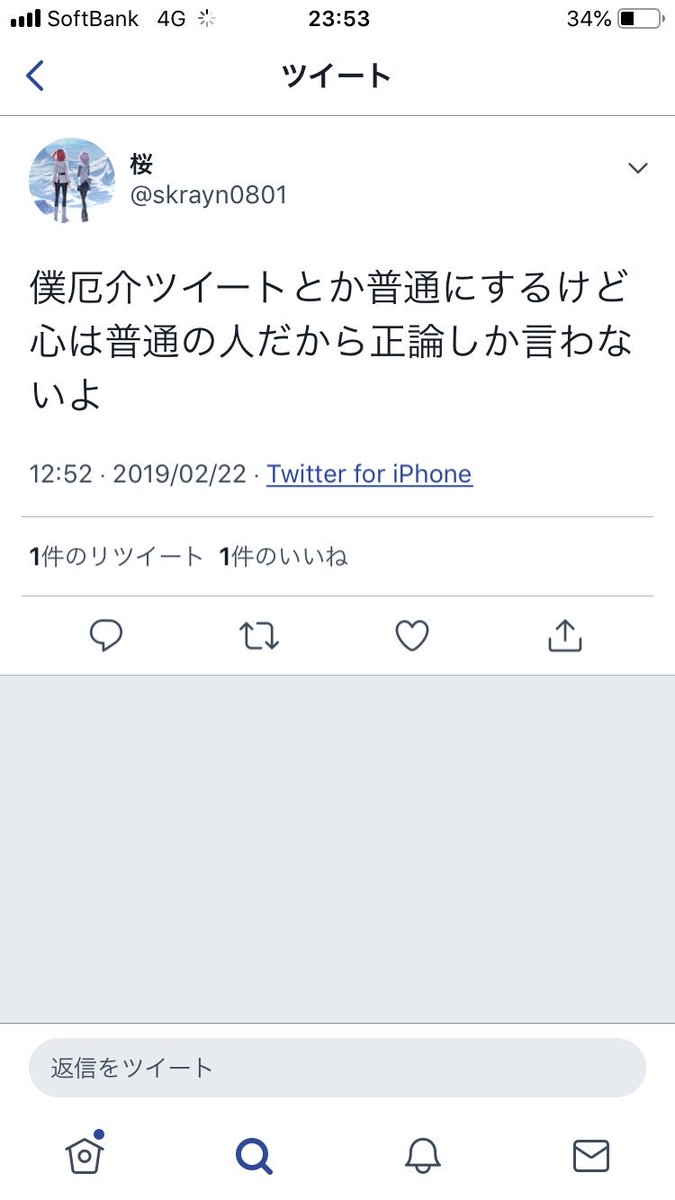 SoftBank 4G 23:53 34%
ツイート
桜
@skrayn0801
僕厄介ツイートとか普通にするけど
心は普通の人だから正論しか言わな
いよ
12:52 · 2019/02/22 · Twitter for iPhone
1件のリツイート 1件のいいね
返信をツイート